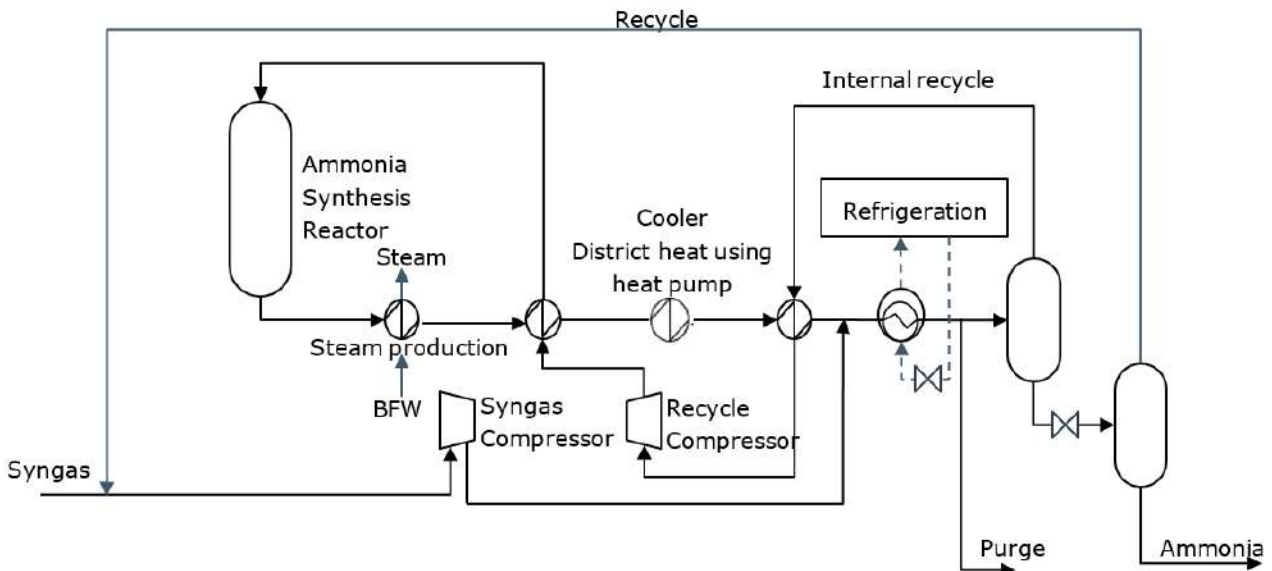 Recycle
Internal recycle
Ammonia
Synthesis
Reactor
Refrigeration
Cooler
District heat using
heat pump
Steam
Steam production
BFW
Syngas
Compressor
Recycle
Compressor
Syngas
Purge
Ammonia